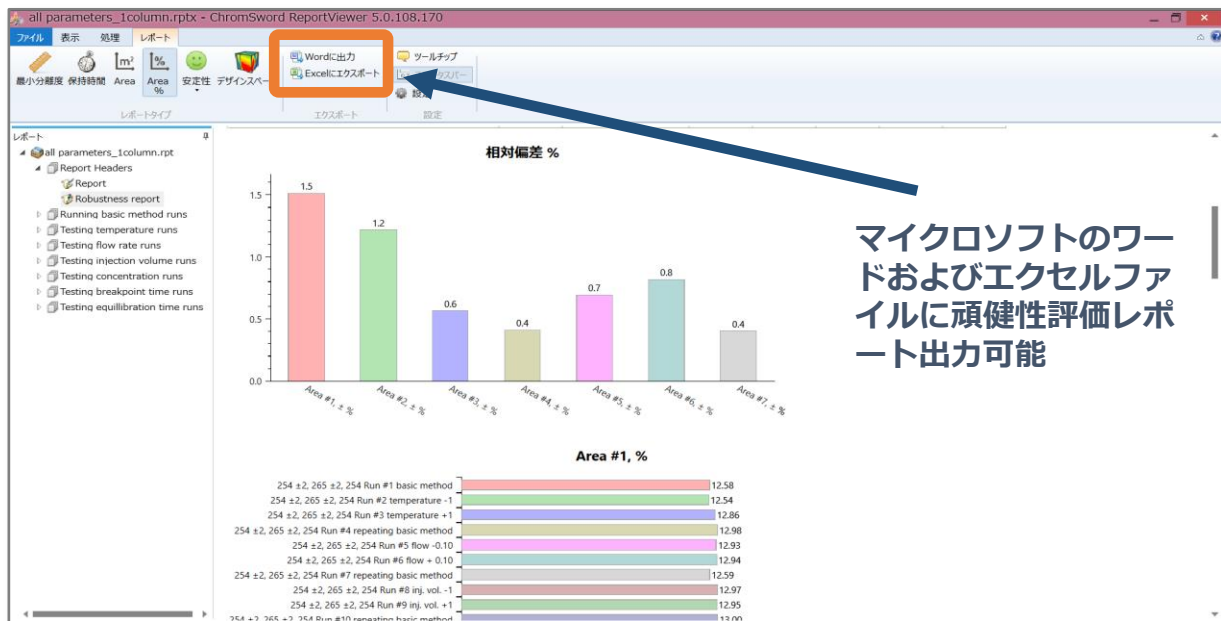 all parameters_1column.rptx - ChromSword ReportViewer 5.0.108.170
ファイル 表示 処理 レポート
最小分離度 保持時間 Area Area % 安定性 デザインスペー
Wordに出力
Excelにエクスポート
ツールチップ
設
レポートタイプ エクスポート 設定
レポート
all parameters_1column.rpt
Report Headers
Report
Robustness report
Running basic method runs
Testing temperature runs
Testing flow rate runs
Testing injection volume runs
Testing concentration runs
Testing breakpoint time runs
Testing equillibration time runs
相対偏差 %
1.5
1.0
0.5
0.0
1.5
1.2
0.6
0.4
0.7
0.8
0.4
Area #1, ± %
Area #2, ± %
Area #3, ± %
Area #4, ± %
Area #5, ± %
Area #6, ± %
Area #7, ± %
Area #1, %
254 ±2, 265 ±2, 254 Run #1 basic method 12.58
254 ±2, 265 ±2, 254 Run #2 temperature -1 12.54
254 ±2, 265 ±2, 254 Run #3 temperature +1 12.86
254 ±2, 265 ±2, 254 Run #4 repeating basic method 12.98
254 ±2, 265 ±2, 254 Run #5 flow -0.10 12.93
254 ±2, 265 ±2, 254 Run #6 flow + 0.10 12.94
254 ±2, 265 ±2, 254 Run #7 repeating basic method 12.59
254 ±2, 265 ±2, 254 Run #8 inj. vol. -1 12.97
254 ±2, 265 ±2, 254 Run #9 inj. vol. +1 12.95
254 ±2, 265 ±2, 254 Run #10 repeating basic method 13.00
マイクロソフトのワー
ドおよびエクセルファ
イルに頑健性評価レポ
ート出力可能